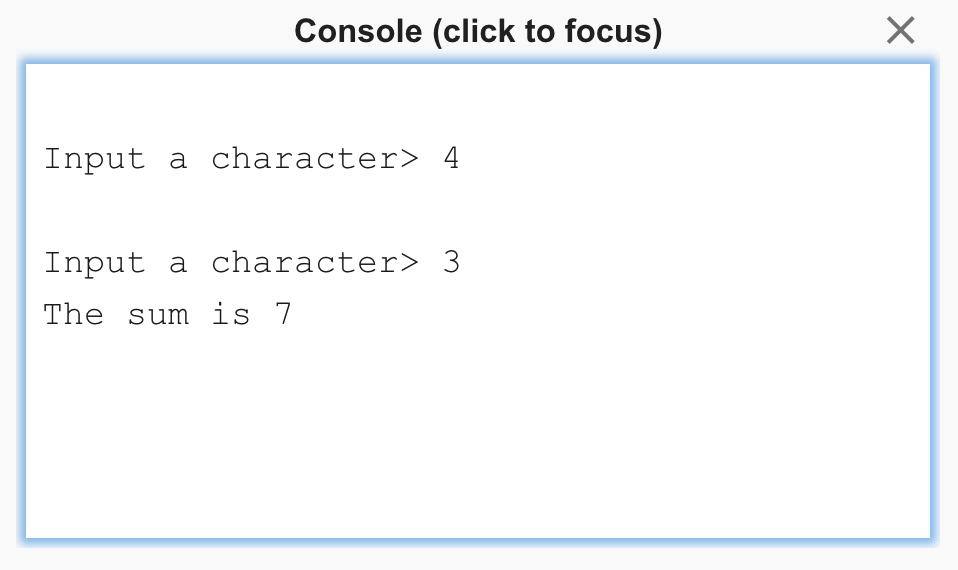 Console (click to focus)
Input a character> 4
Input a character> 3
The sum is 7